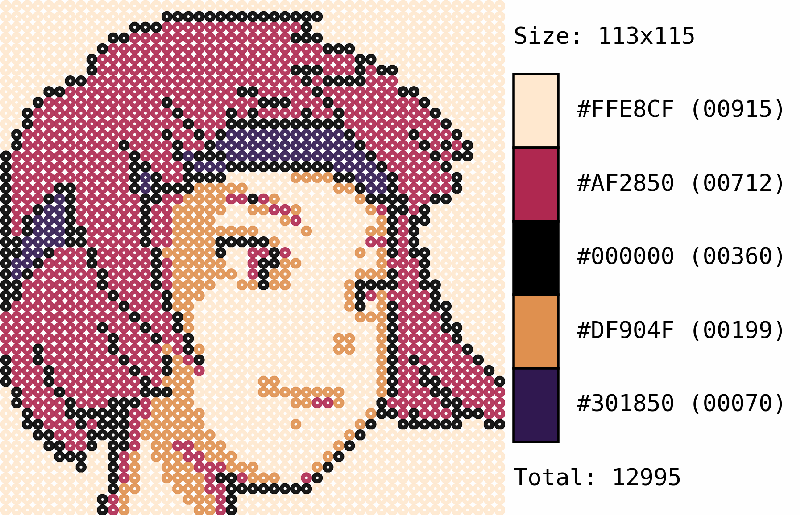 Size: 113x115
#FFE8CF (00915)
#AF2850 (00712)
#000000 (00360)
#DF904F (00199)
#301850 (00070)
Total: 12995